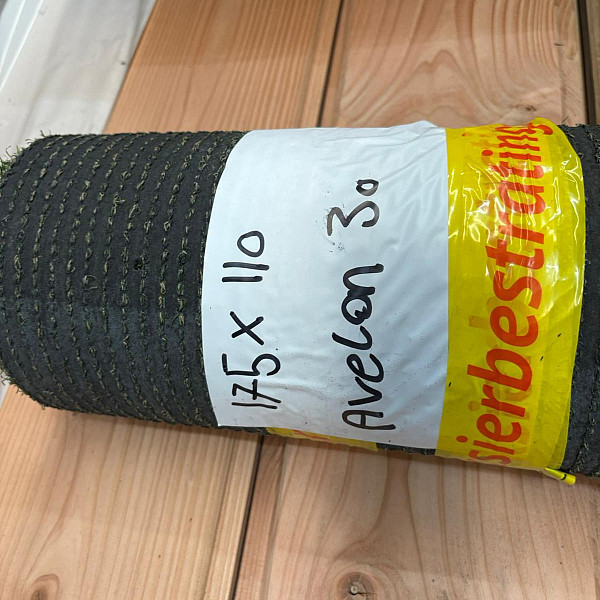 175 x 110
Avelon 30
sierbestrating